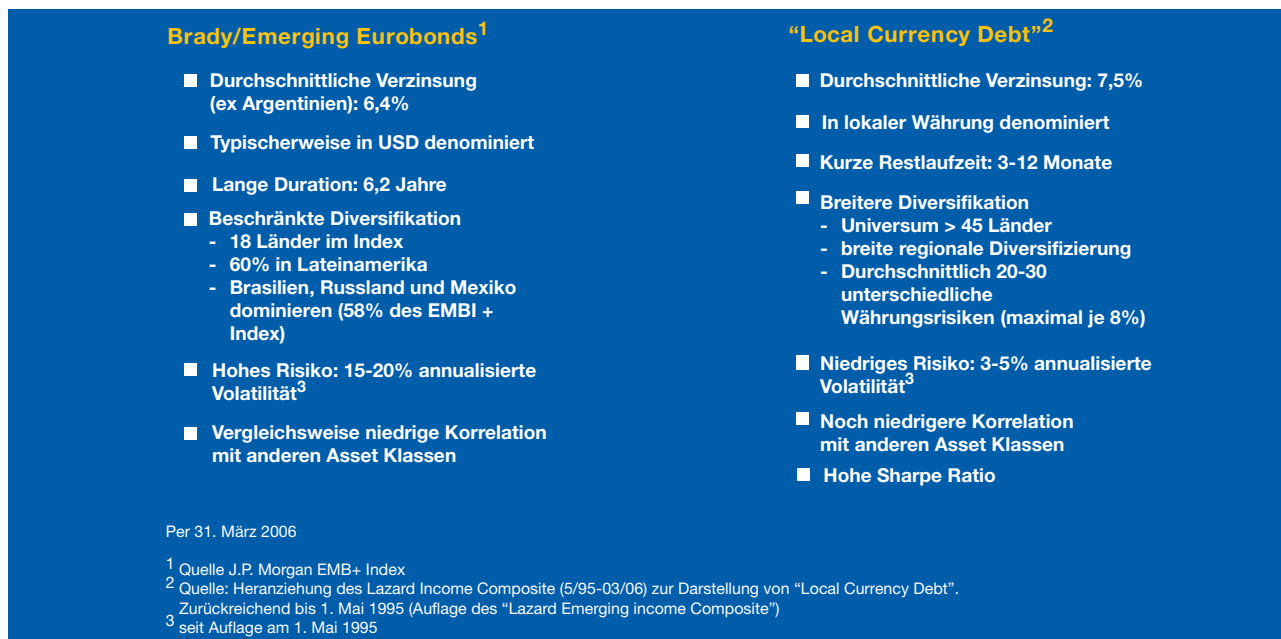 Brady/Emerging Eurobonds1
Durchschnittliche Verzinsung
(ex Argentinien): 6,4%
Typischerweise in USD denominiert
Lange Duration: 6,2 Jahre
Beschränkte Diversifikation
- 18 Länder im Index
- 60% in Lateinamerika
- Brasilien, Russland und Mexiko
dominieren (58% des EMBI +
Index)
Hohes Risiko: 15-20% annualisierte
Volatilität3
Vergleichsweise niedrige Korrelation
mit anderen Asset Klassen
“Local Currency Debt”2
Durchschnittliche Verzinsung: 7,5%
In lokaler Währung denominiert
Kurze Restlaufzeit: 3-12 Monate
Breitere Diversifikation
- Universum > 45 Länder
- breite regionale Diversifizierung
- Durchschnittlich 20-30
unterschiedliche
Währungsrisiken (maximal je 8%)
Niedriges Risiko: 3-5% annualisierte
Volatilität3
Noch niedrigere Korrelation
mit anderen Asset Klassen
Hohe Sharpe Ratio
Per 31. März 2006
1 Quelle J.P. Morgan EMB+ Index
2 Quelle: Heranziehung des Lazard Income Composite (5/95-03/06) zur Darstellung von “Local Currency Debt”.
Zurückreichend bis 1. Mai 1995 (Auflage des “Lazard Emerging income Composite”)
3 seit Auflage am 1. Mai 1995